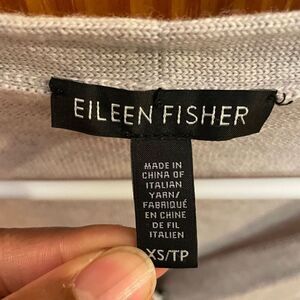 EILEEN FISHER
MADE IN
CHINA OF
ITALIAN
YARN/
FABRIQUÉ
EN CHINE
DE FIL
ITALIEN
XS/TP